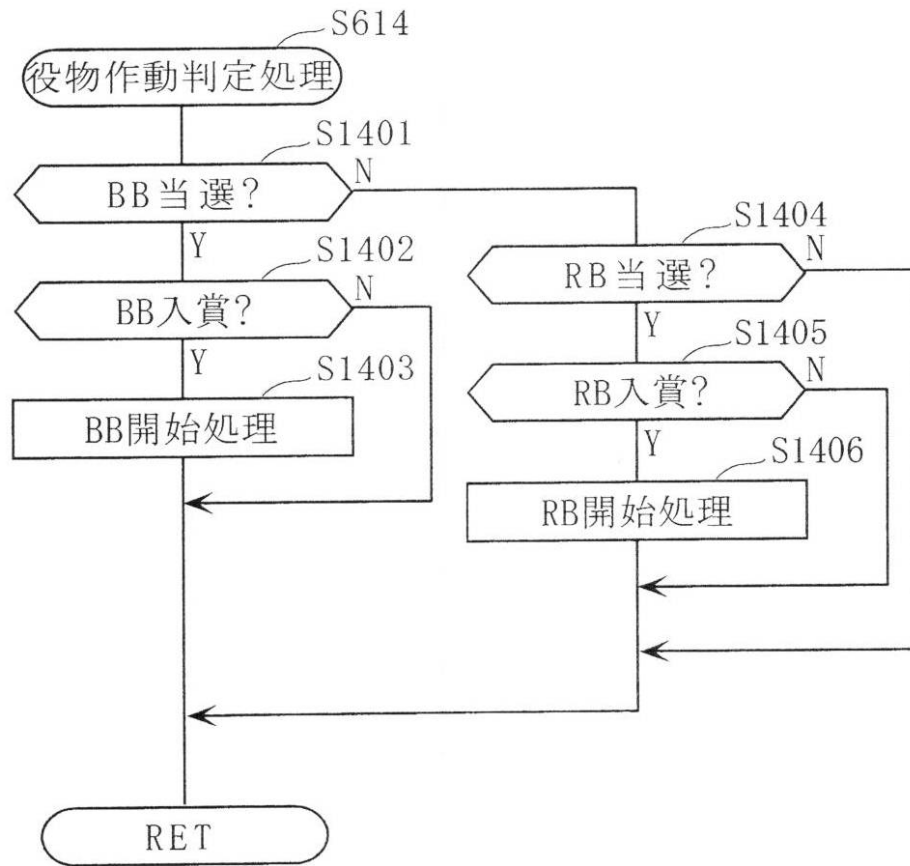 S614
役物作動判定処理
S1401
BB当選?
N
Y
S1402
BB入賞?
N
Y
S1403
BB開始処理
S1404
RB当選?
N
Y
S1405
RB入賞?
N
Y
S1406
RB開始処理
RET